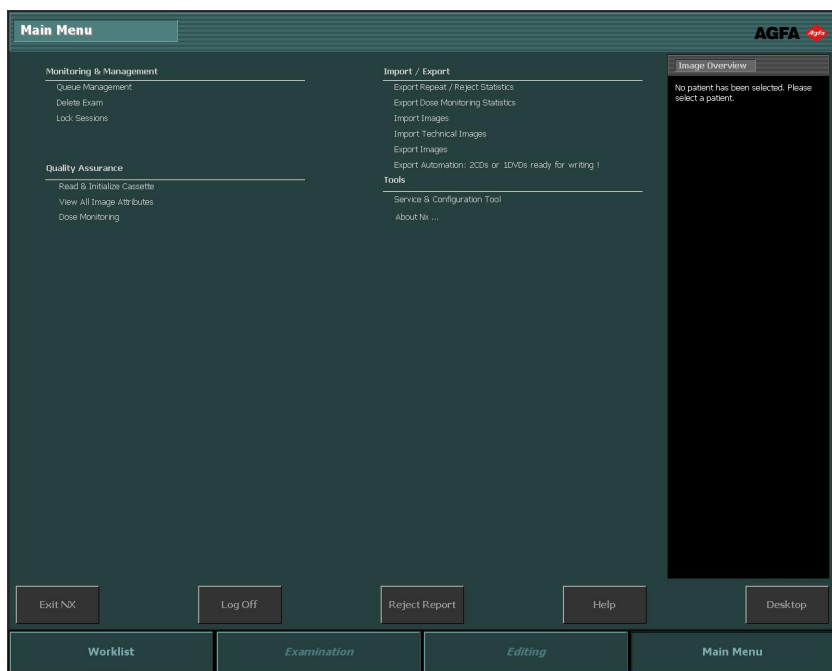 Main Menu
AGFA
Agfa
Monitoring & Management
Queue Management
Delete Exam
Lock Sessions
Quality Assurance
Read & Initialize Cassette
View All Image Attributes
Dose Monitoring
Import / Export
Export Repeat / Reject Statistics
Export Dose Monitoring Statistics
Import Images
Import Technical Images
Export Images
Export Automation: 2CDs or 1DVDs ready for writing !
Tools
Service & Configuration Tool
About Nx ...
Image Overview
No patient has been selected. Please
select a patient.
Exit NX
Log Off
Reject Report
Help
Desktop
Worklist
Examination
Editing
Main Menu